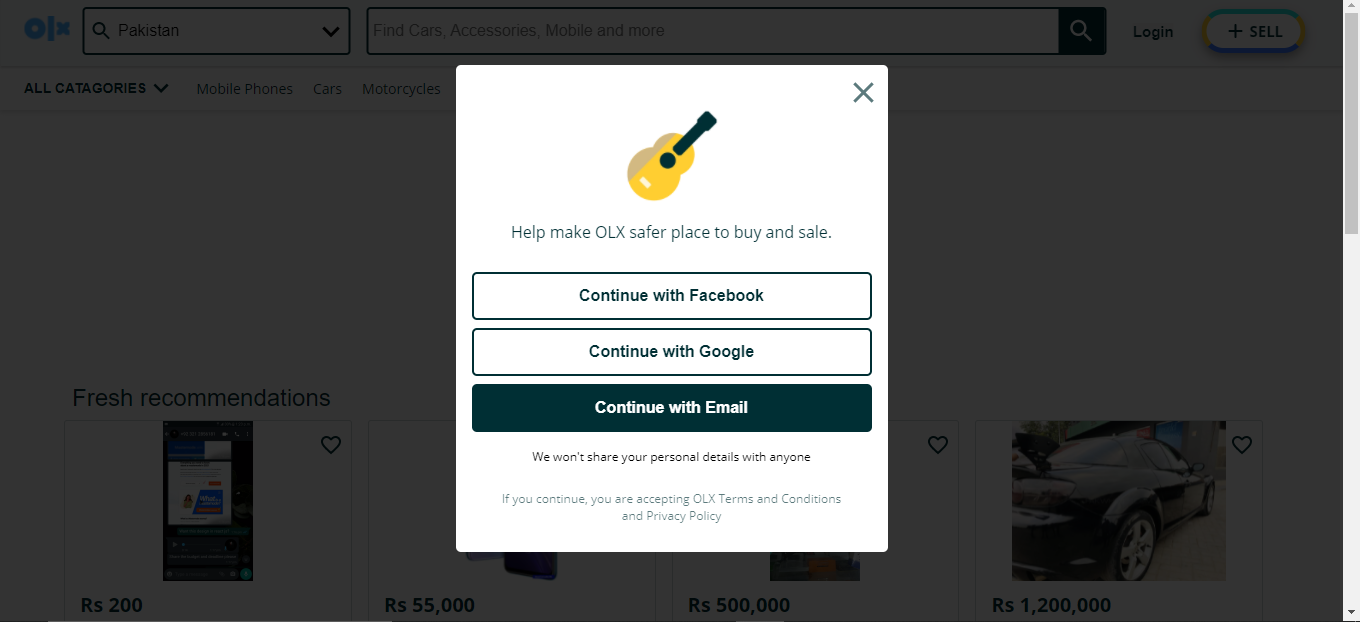 olx
Pakistan
Find Cars, Accessories, Mobile and more
Login
+ SELL
ALL CATAGORIES
Mobile Phones
Cars
Motorcycles
Help make OLX safer place to buy and sale.
Continue with Facebook
Continue with Google
Continue with Email
We won't share your personal details with anyone
If you continue, you are accepting OLX Terms and Conditions
and Privacy Policy
Fresh recommendations
Rs 200
Rs 55,000
Rs 500,000
Rs 1,200,000